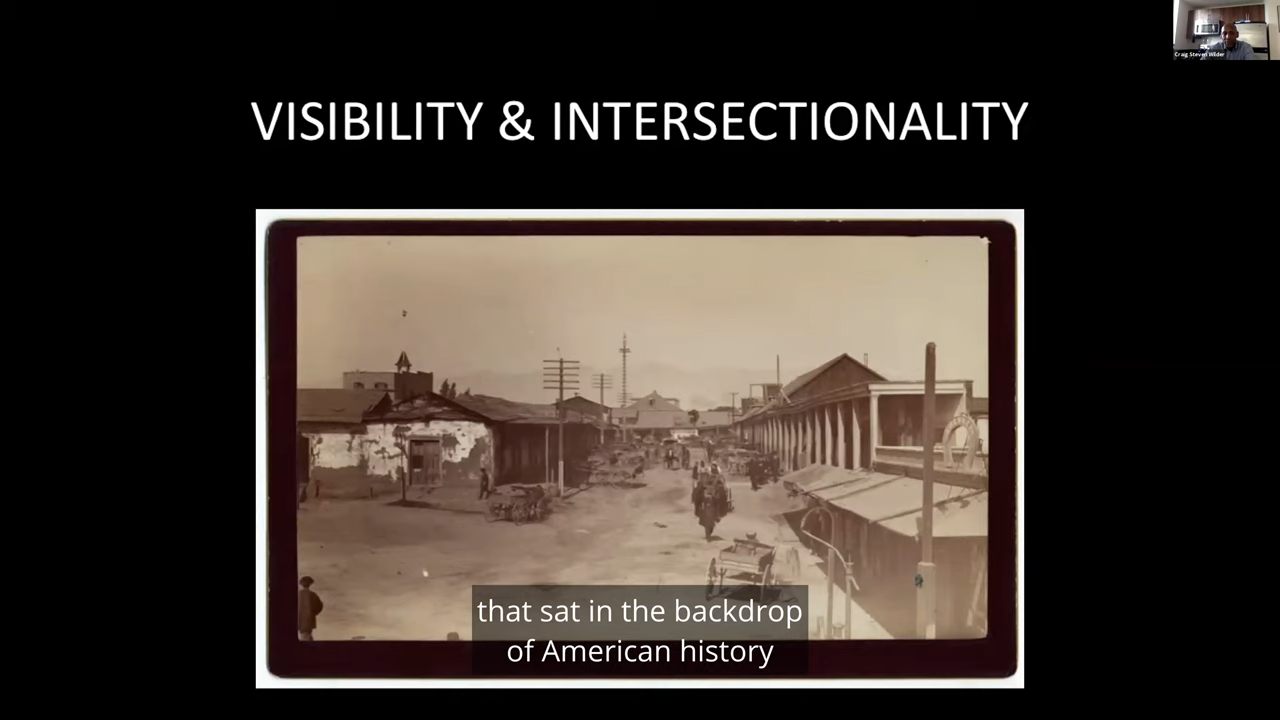 Craig Steven Wilder
VISIBILITY & INTERSECTIONALITY
that sat in the backdrop
of American history